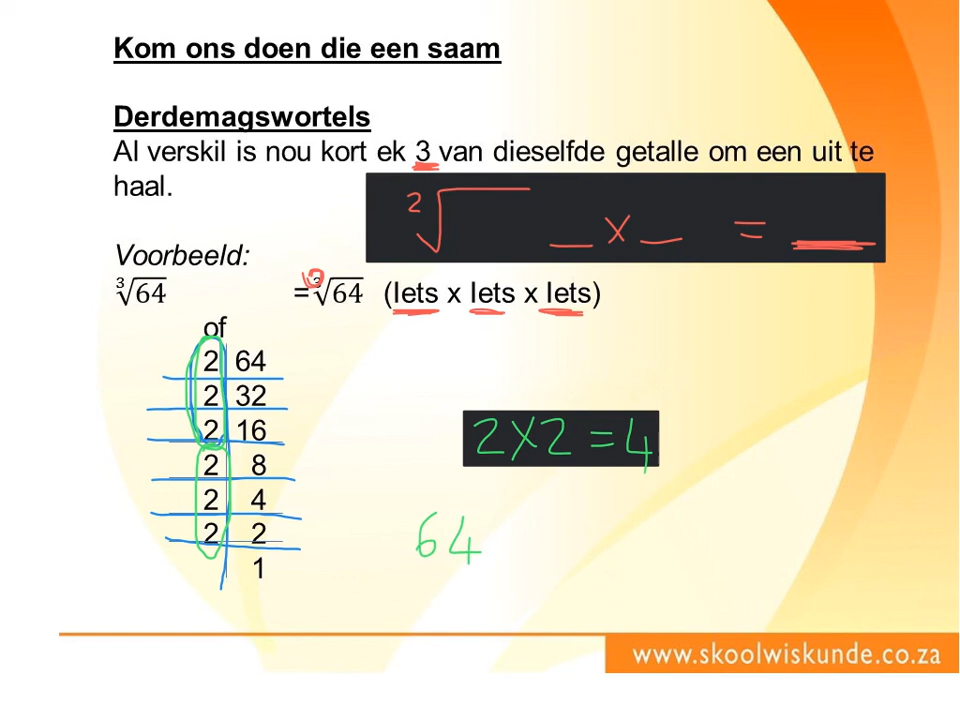 Kom ons doen die een saam
Derdemagswortels
Al verskil is nou kort ek 3 van dieselfde getalle om een uit te
haal.
2√ _ x _ = _
Voorbeeld:
∛64 = ∛64 (Iets x Iets x Iets)
of
2 64
2 32
2 16
2 8
2 4
2 2
1
2 x 2 = 4
64
www.skoolwiskunde.co.za